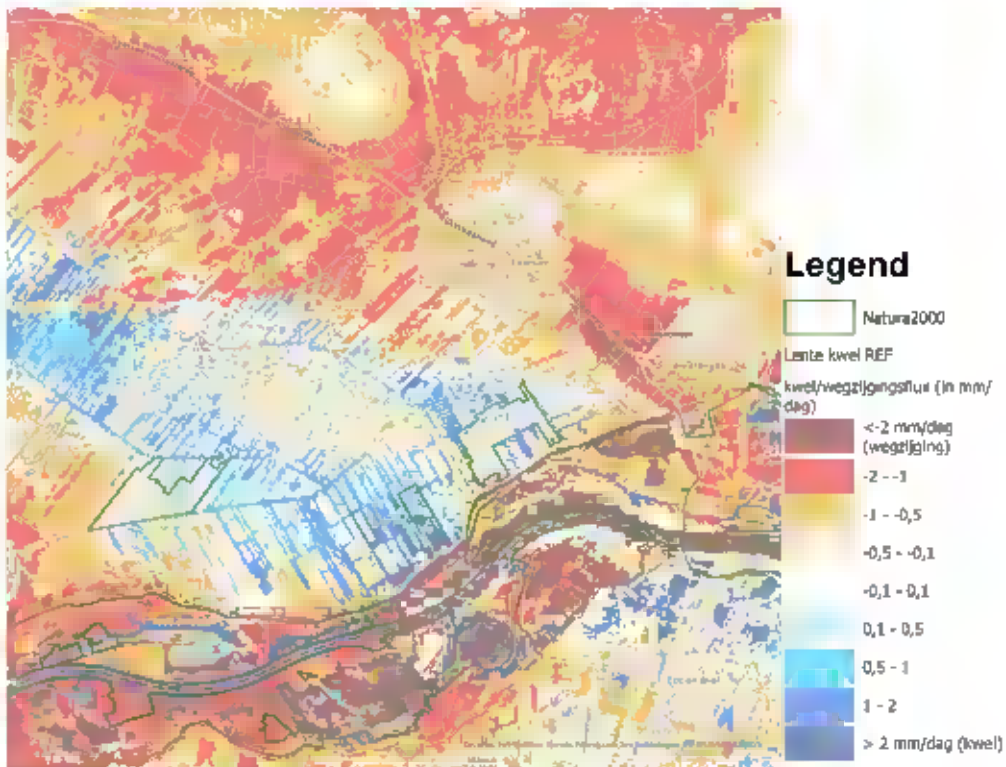 Legend
Natura2000
Lente kwel REF
kwel/wegzijgingsflux (in mm/
dag)
<-2 mm/dag
(wegzijging)
-2 - -1
-1 - -0,5
-0,5 - -0,1
-0,1 - 0,1
0,1 - 0,5
0,5 - 1
1 - 2
> 2 mm/dag (kwel)